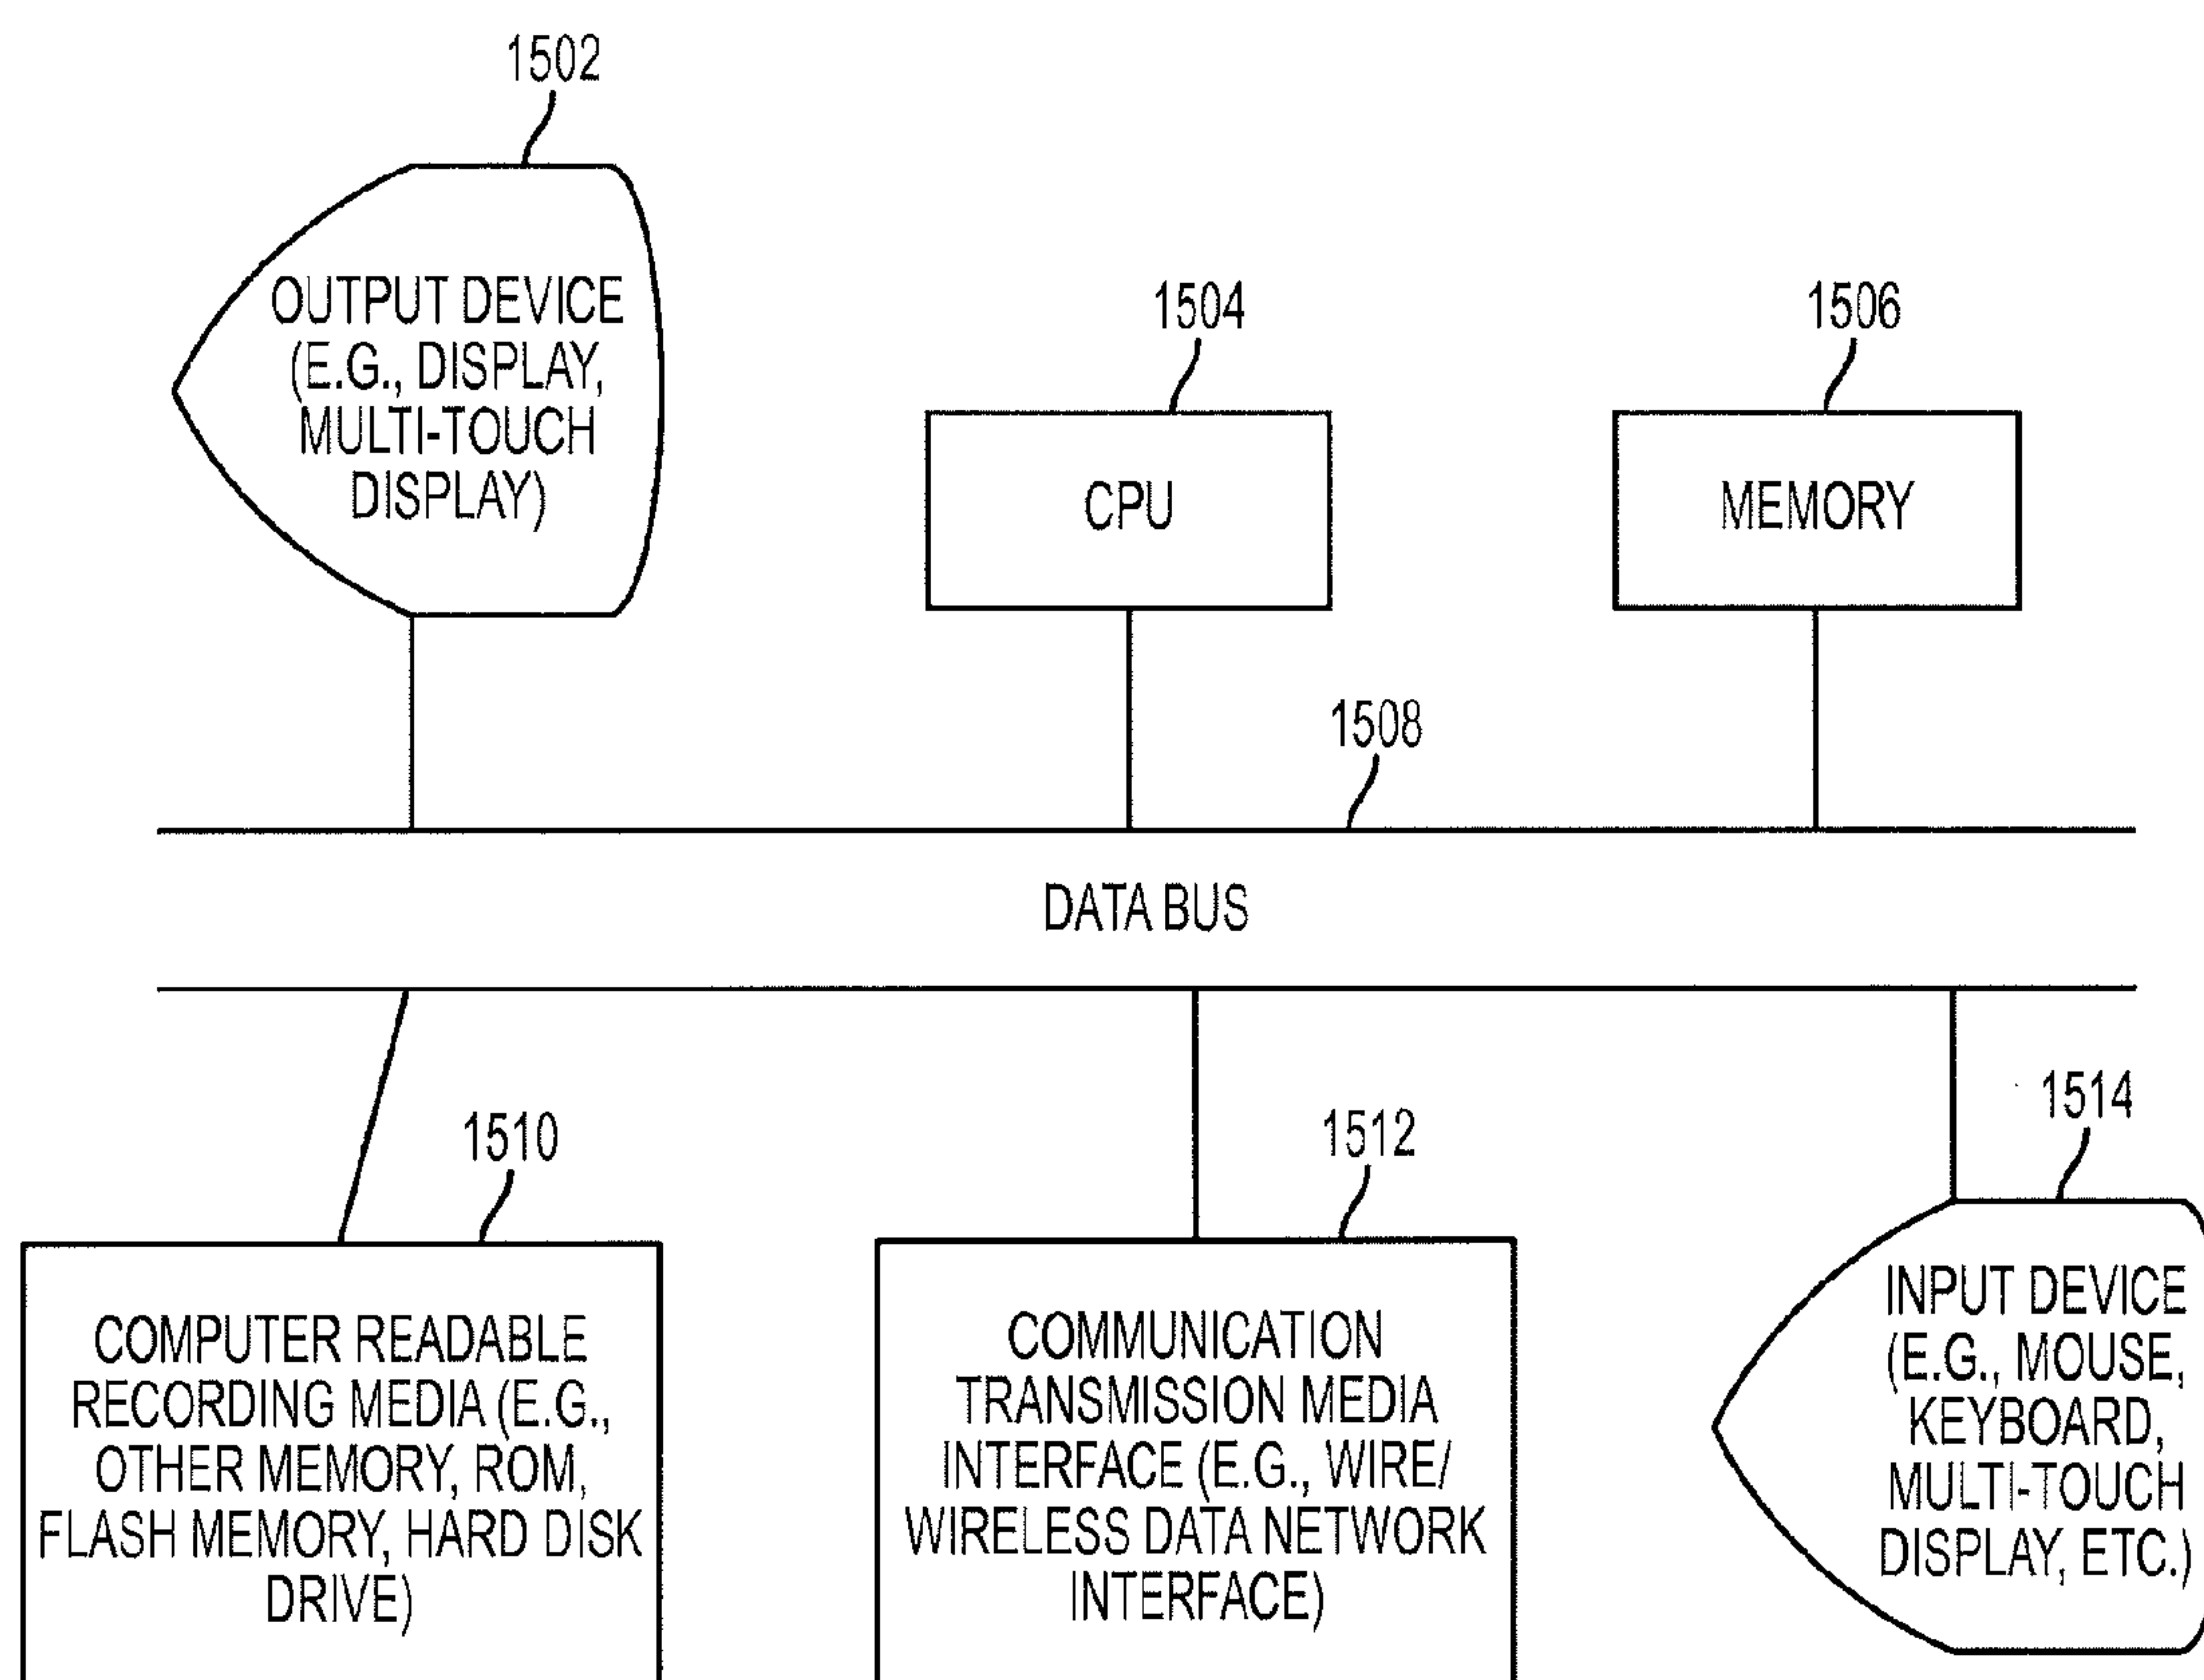 1502
OUTPUT DEVICE
(E.G., DISPLAY,
MULTI-TOUCH
DISPLAY)
1504
CPU
1506
MEMORY
1508
DATA BUS
1510
COMPUTER READABLE
RECORDING MEDIA (E.G.,
OTHER MEMORY, ROM,
FLASH MEMORY, HARD DISK
DRIVE)
1512
COMMUNICATION
TRANSMISSION MEDIA
INTERFACE (E.G., WIRE/
WIRELESS DATA NETWORK
INTERFACE)
1514
INPUT DEVICE
(E.G., MOUSE,
KEYBOARD,
MULTI-TOUCH
DISPLAY, ETC.)